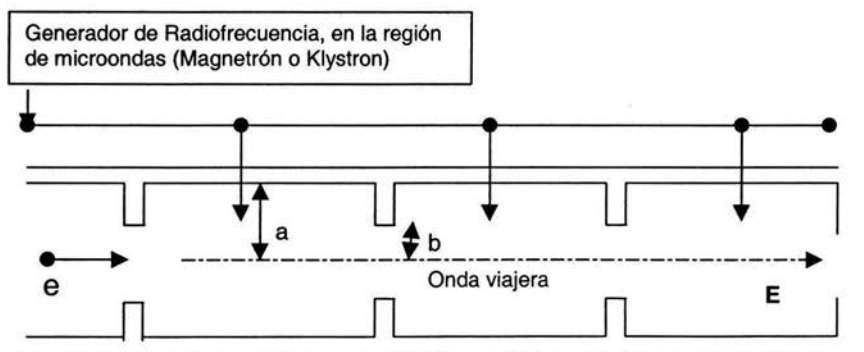 Generador de Radiofrecuencia, en la región
de microondas (Magnetrón o Klystron)
a
b
e
Onda viajera
E